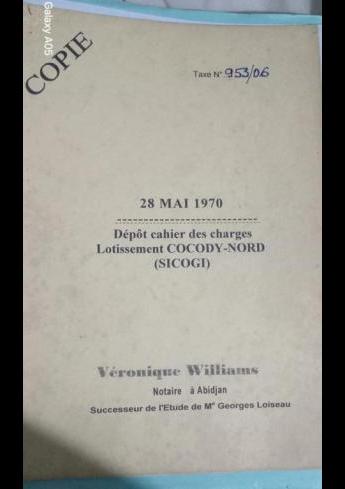 Galaxy A05
COPIE
Taxe N° 953/06
28 MAI 1970
Dépôt cahier des charges
Lotissement COCODY-NORD
(SICOGI)
Véronique Williams
Notaire à Abidjan
Successeur de l'Etude de Me Georges Loiseau